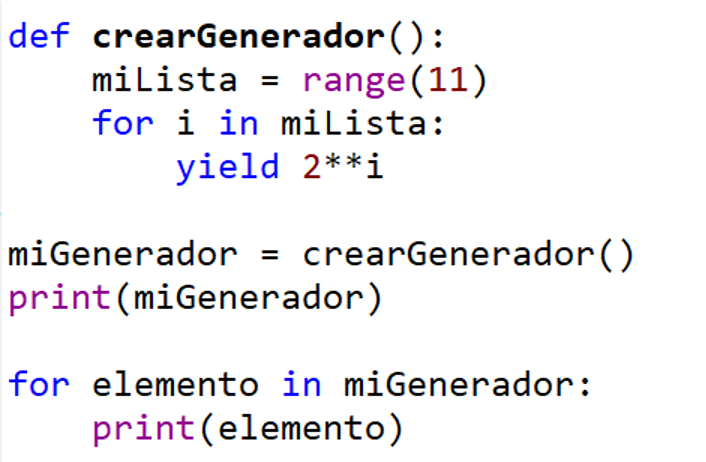 def crearGenerador():
    miLista = range(11)
    for i in miLista:
        yield 2**i
miGenerador = crearGenerador()
print(miGenerador)
for elemento in miGenerador:
    print(elemento)